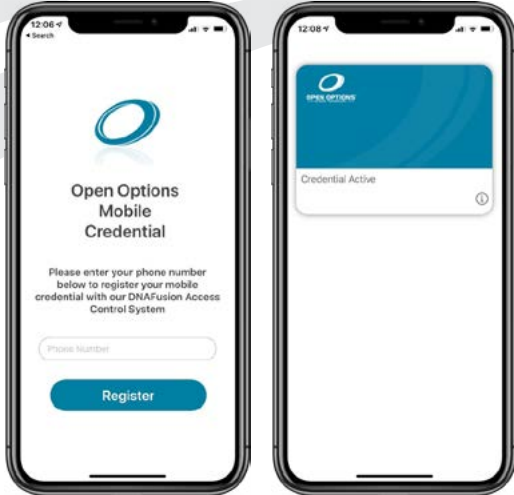 12:06
Search
Open Options
Mobile
Credential
Please enter your phone number
below to register your mobile
credential with our DNAFusion Access
Control System
Phone Number
Register
12:08
OPEN OPTIONS
Credential Active